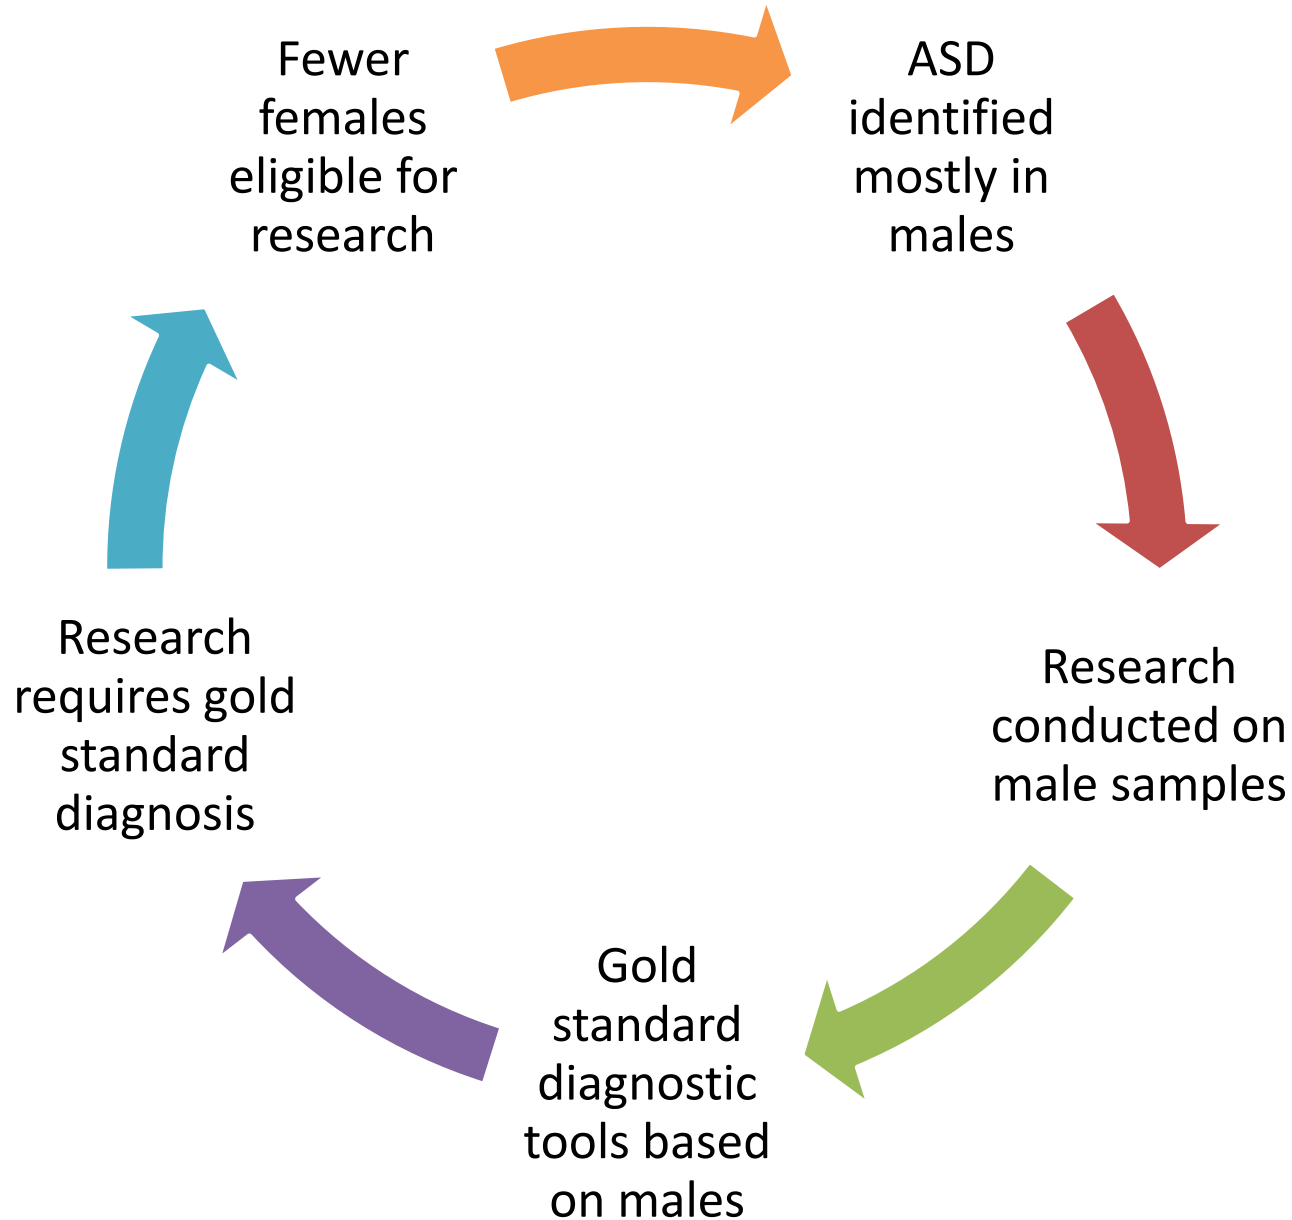 Fewer
females
eligible for
research
ASD
identified
mostly in
males
Research
conducted on
male samples
Gold
standard
diagnostic
tools based
on males
Research
requires gold
standard
diagnosis